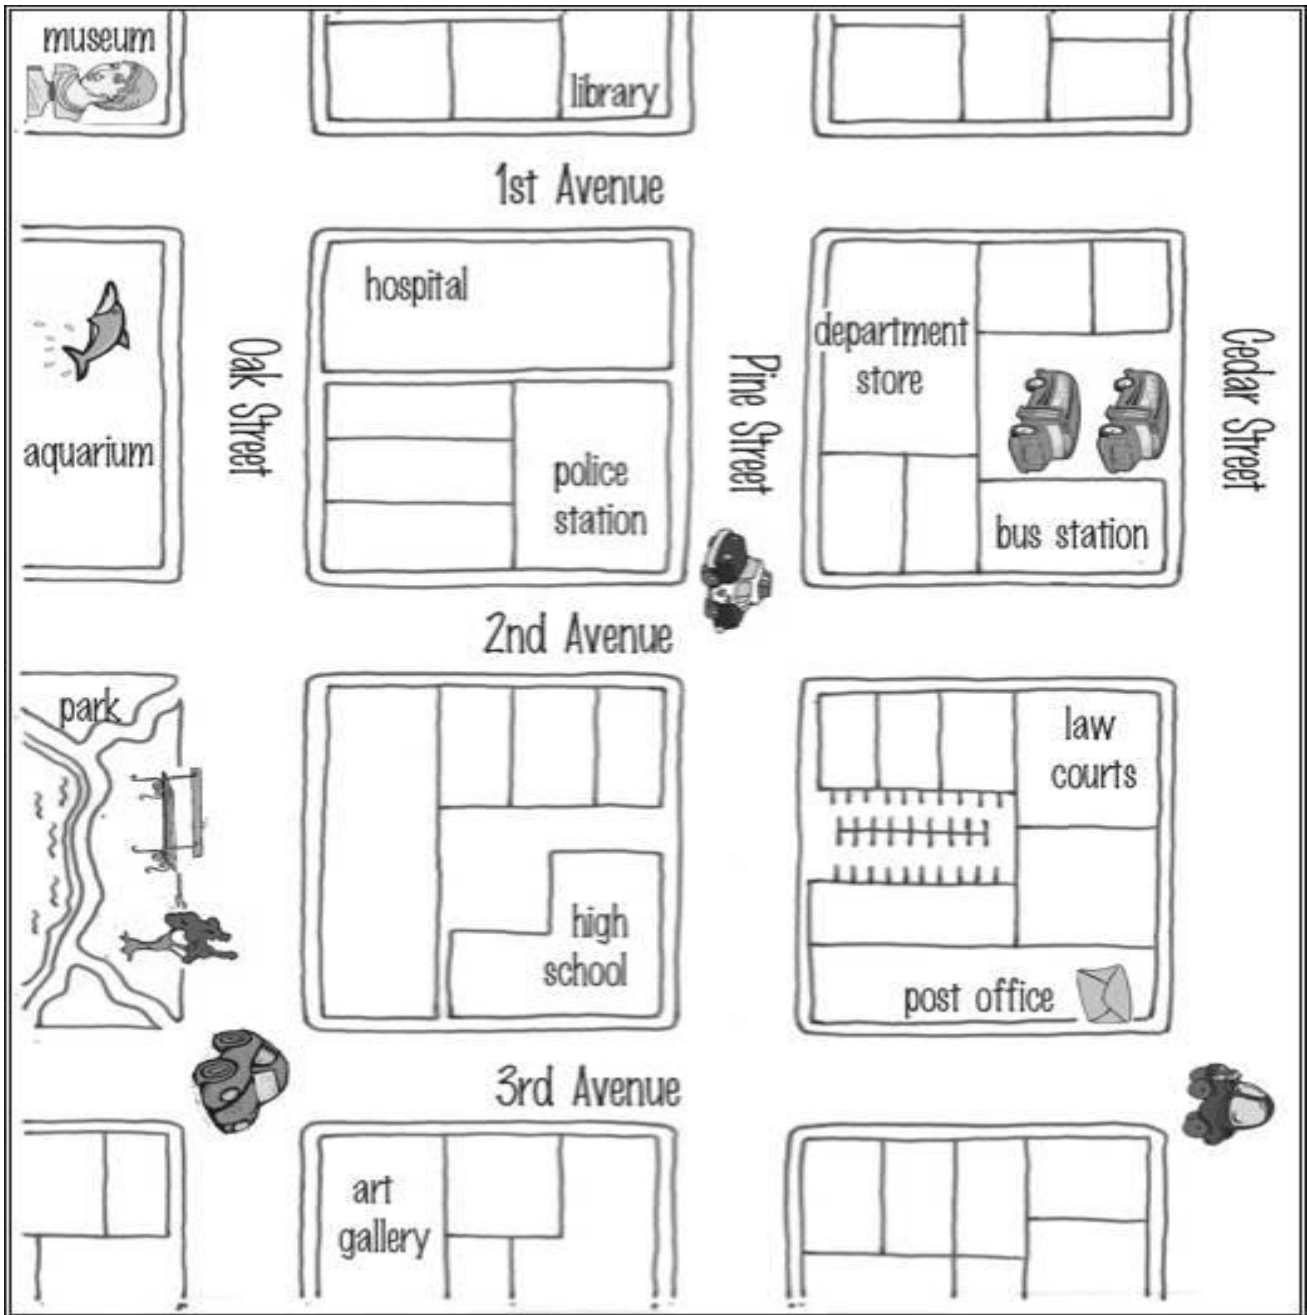 museum
library
1st Avenue
hospital
department
store
Oak Street
Pine Street
Cedar Street
aquarium
police
station
bus station
2nd Avenue
park
law
courts
high
school
post office
3rd Avenue
art
gallery